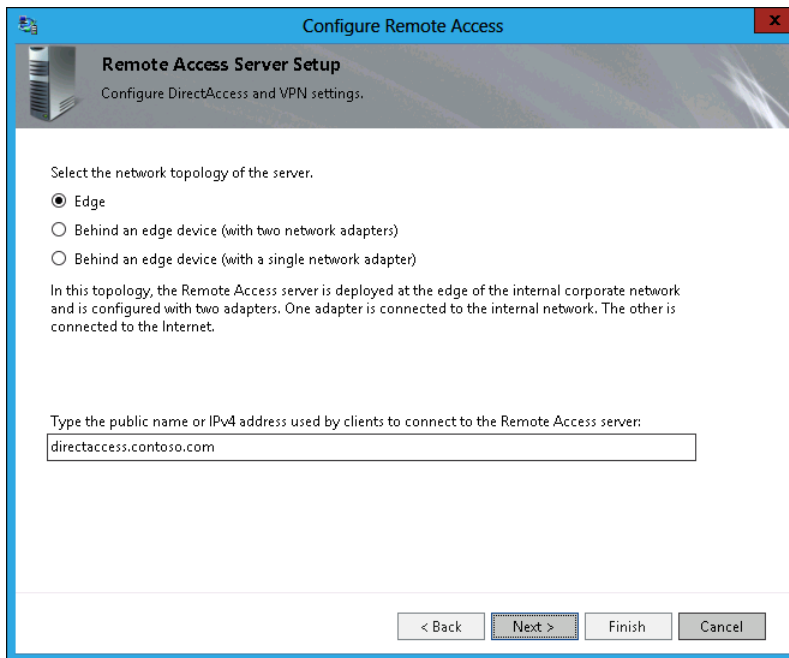 Configure Remote Access
x
Remote Access Server Setup
Configure DirectAccess and VPN settings.
Select the network topology of the server.
Edge
Behind an edge device (with two network adapters)
Behind an edge device (with a single network adapter)
In this topology, the Remote Access server is deployed at the edge of the internal corporate network
and is configured with two adapters. One adapter is connected to the internal network. The other is
connected to the Internet.
Type the public name or IPv4 address used by clients to connect to the Remote Access server:
directaccess.contoso.com
< Back Next > Finish Cancel